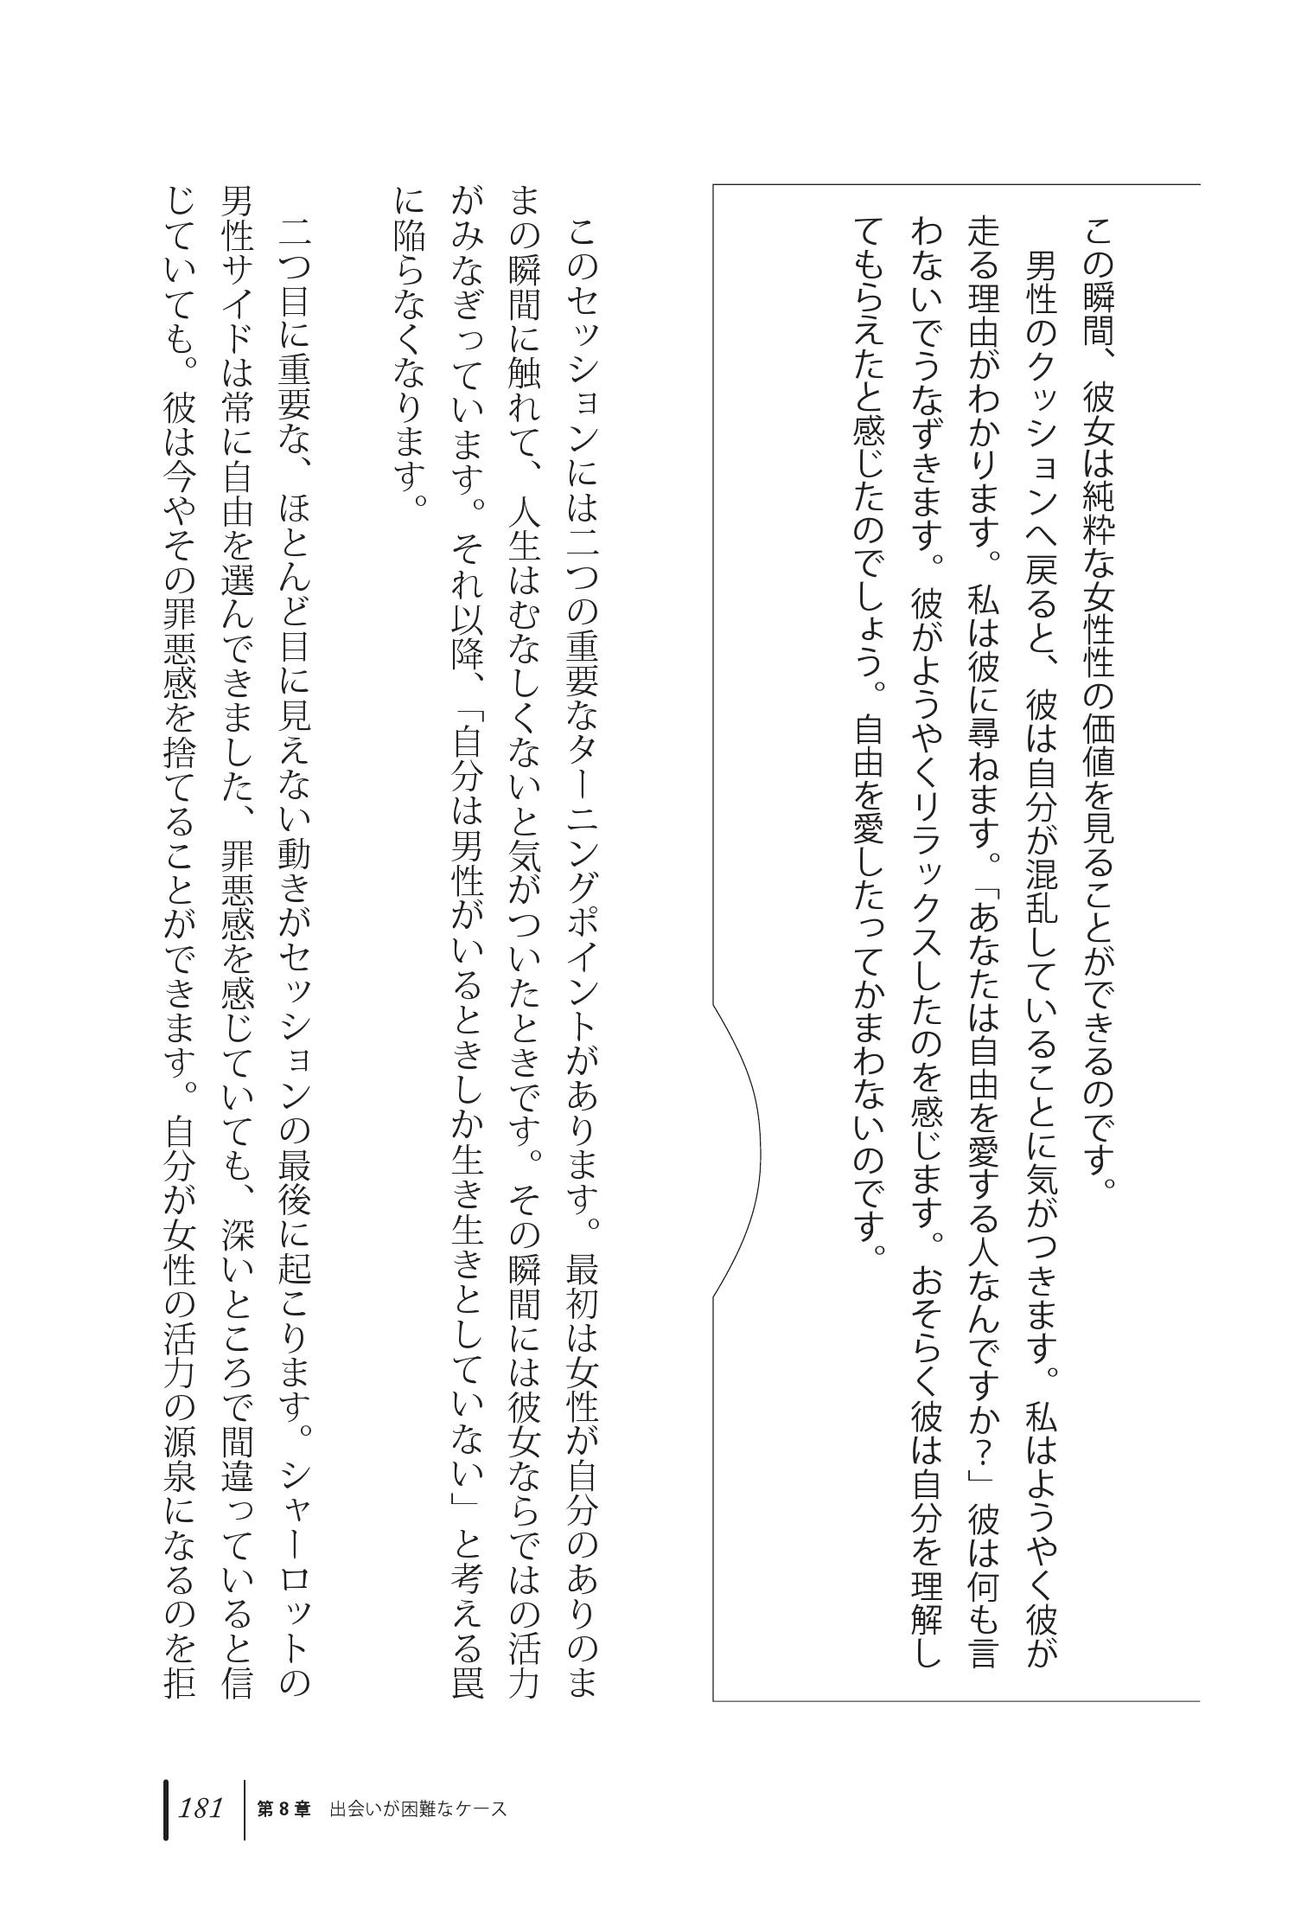 この瞬間、彼女は純粋な女性性の価値を見ることができるのです。
男性のクッションへ戻ると、彼は自分が混乱していることに気がつきます。私はようやく彼が
走る理由がわかります。私は彼に尋ねます。「あなたは自由を愛する人なんですか？」彼は何も言
わないでうなずきます。彼がようやくリラックスしたのを感じます。おそらく彼は自分を理解し
てもらえたと感じたのでしょう。自由を愛したってかまわないのです。
このセッションには二つの重要なターニングポイントがあります。最初は女性が自分のありのま
まの瞬間に触れて、人生はむなしくないと気がついたときです。その瞬間には彼女ならではの活力
がみなぎっています。それ以降、「自分は男性がいるときしか生き生きとしていない」と考える罠
に陥らなくなります。
二つ目に重要な、ほとんど目に見えない動きがセッションの最後に起こります。シャーロットの
男性サイドは常に自由を選んできました、罪悪感を感じていても、深いところで間違っていると信
じていても。彼は今やその罪悪感を捨てることができます。自分が女性の活力の源泉になるのを拒
181 第8章 出会いが困難なケース